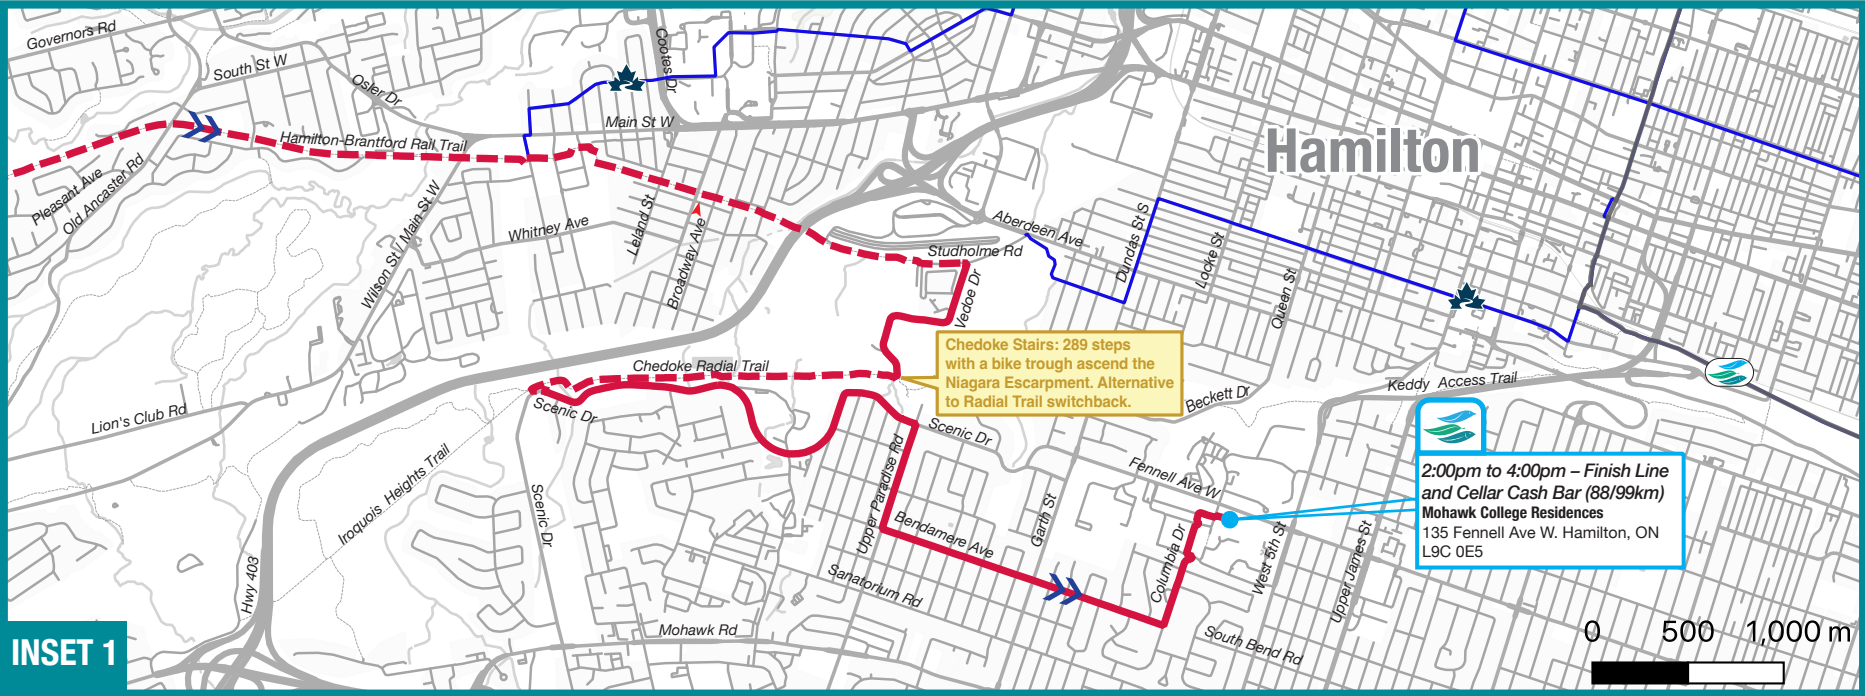 Governors Rd
South St W
Osler Dr
Cootes Dr
Main St W
Hamilton-Brantford Rail Trail
Pleasant Ave
Old Ancaster Rd
Wilson St / Main St W
Whitney Ave
Leland St
Broadway Ave
Hamilton
Aberdeen Ave
Studholme Rd
Dundas St S
Locke St
Queen St
Vedoe Dr
Chedoke Stairs: 289 steps
with a bike trough ascend the
Niagara Escarpment. Alternative
to Radial Trail switchback.
Chedoke Radial Trail
Keddy Access Trail
Beckett Dr
Lion's Club Rd
Scenic Dr
Scenic Dr
Iroquois Heights Trail
Scenic Dr
Upper Paradise Rd
Fennell Ave W
Bendamere Ave
Garth St
Columbia Dr
West 5th St
Upper James St
2:00pm to 4:00pm – Finish Line
and Cellar Cash Bar (88/99km)
Mohawk College Residences
135 Fennell Ave W. Hamilton, ON
L9C 0E5
Hwy 403
Sanatorium Rd
Mohawk Rd
South Bend Rd
INSET 1
0 500 1,000 m